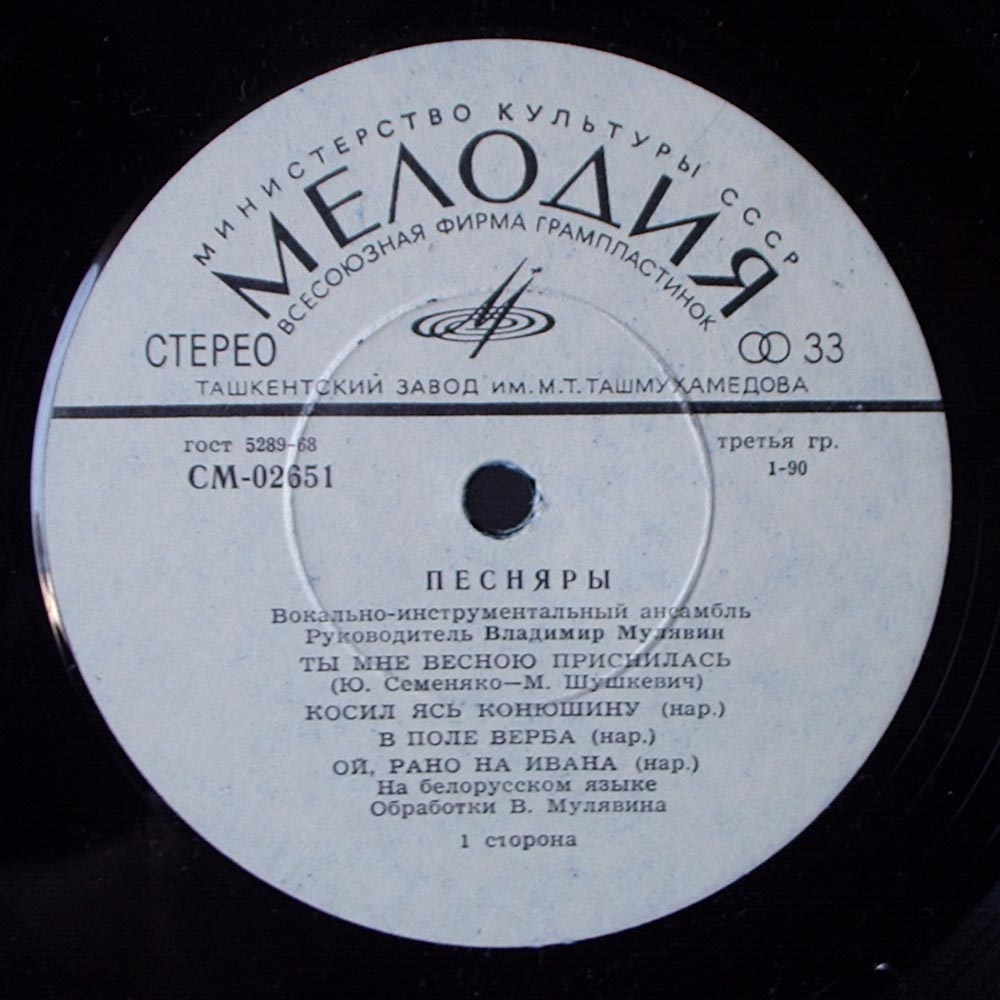 МИНИСТЕРСТВО КУЛЬТУРЫ СССР
МЕЛОДИЯ
ВСЕСОЮЗНАЯ ФИРМА ГРАМПЛАСТИНОК
СТЕРЕО 33
ТАШКЕНТСКИЙ ЗАВОД ИМ. М.Т. ТАШМУХАМЕДОВА
гост 5289-68 третья гр.
СМ-02651 1-90
ПЕСНЯРЫ
Вокально-инструментальный ансамбль
Руководитель Владимир Мулявин
ТЫ МНЕ ВЕСНОЮ ПРИСНИЛАСЬ
(Ю. Семеняко—М. Шушкевич)
КОСИЛ ЯСЬ КОНЮШИНУ (нар.)
В ПОЛЕ ВЕРБА (нар.)
ОЙ, РАНО НА ИВАНА (нар.)
На белорусском языке
Обработки В. Мулявина
1 сторона